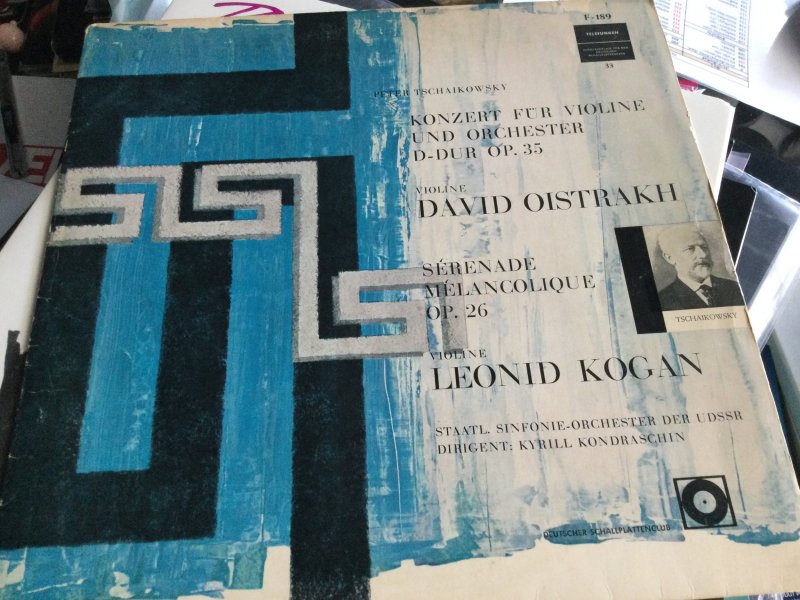 F-189
TELEFUNKEN
33
PETER TSCHAIKOWSKY
KONZERT FÜR VIOLINE
UND ORCHESTER
D-DUR OP. 35
VIOLINE
DAVID OISTRAKH
SÉRENADE
MÉLANCOLIQUE
OP. 26
TSCHAIKOWSKY
VIOLINE
LEONID KOGAN
STAATL. SINFONIE-ORCHESTER DER UDSSR
DIRIGENT: KYRILL KONDRASCHIN
DEUTSCHER SCHALLPLATTENCLUB